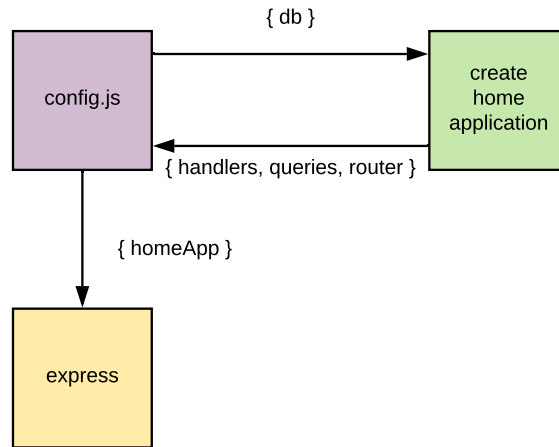 { db }
config.js
create
home
application
{ handlers, queries, router }
{ homeApp }
express